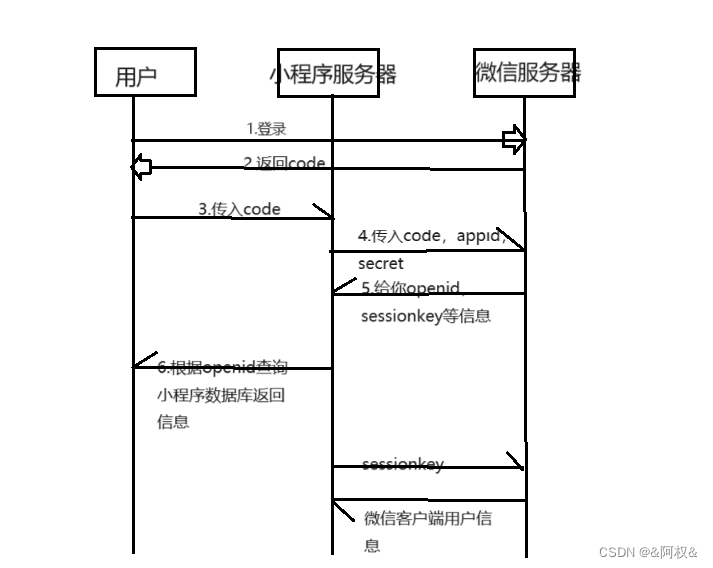 用户
小程序服务器
微信服务器
1.登录
2.返回code
3.传入code
4.传入code，appid，
secret
5.给你openid,
sessionkey等信息
6.根据openid查询
小程序数据库返回
信息
sessionkey
微信客户端用户信
息
CSDN @&阿权&